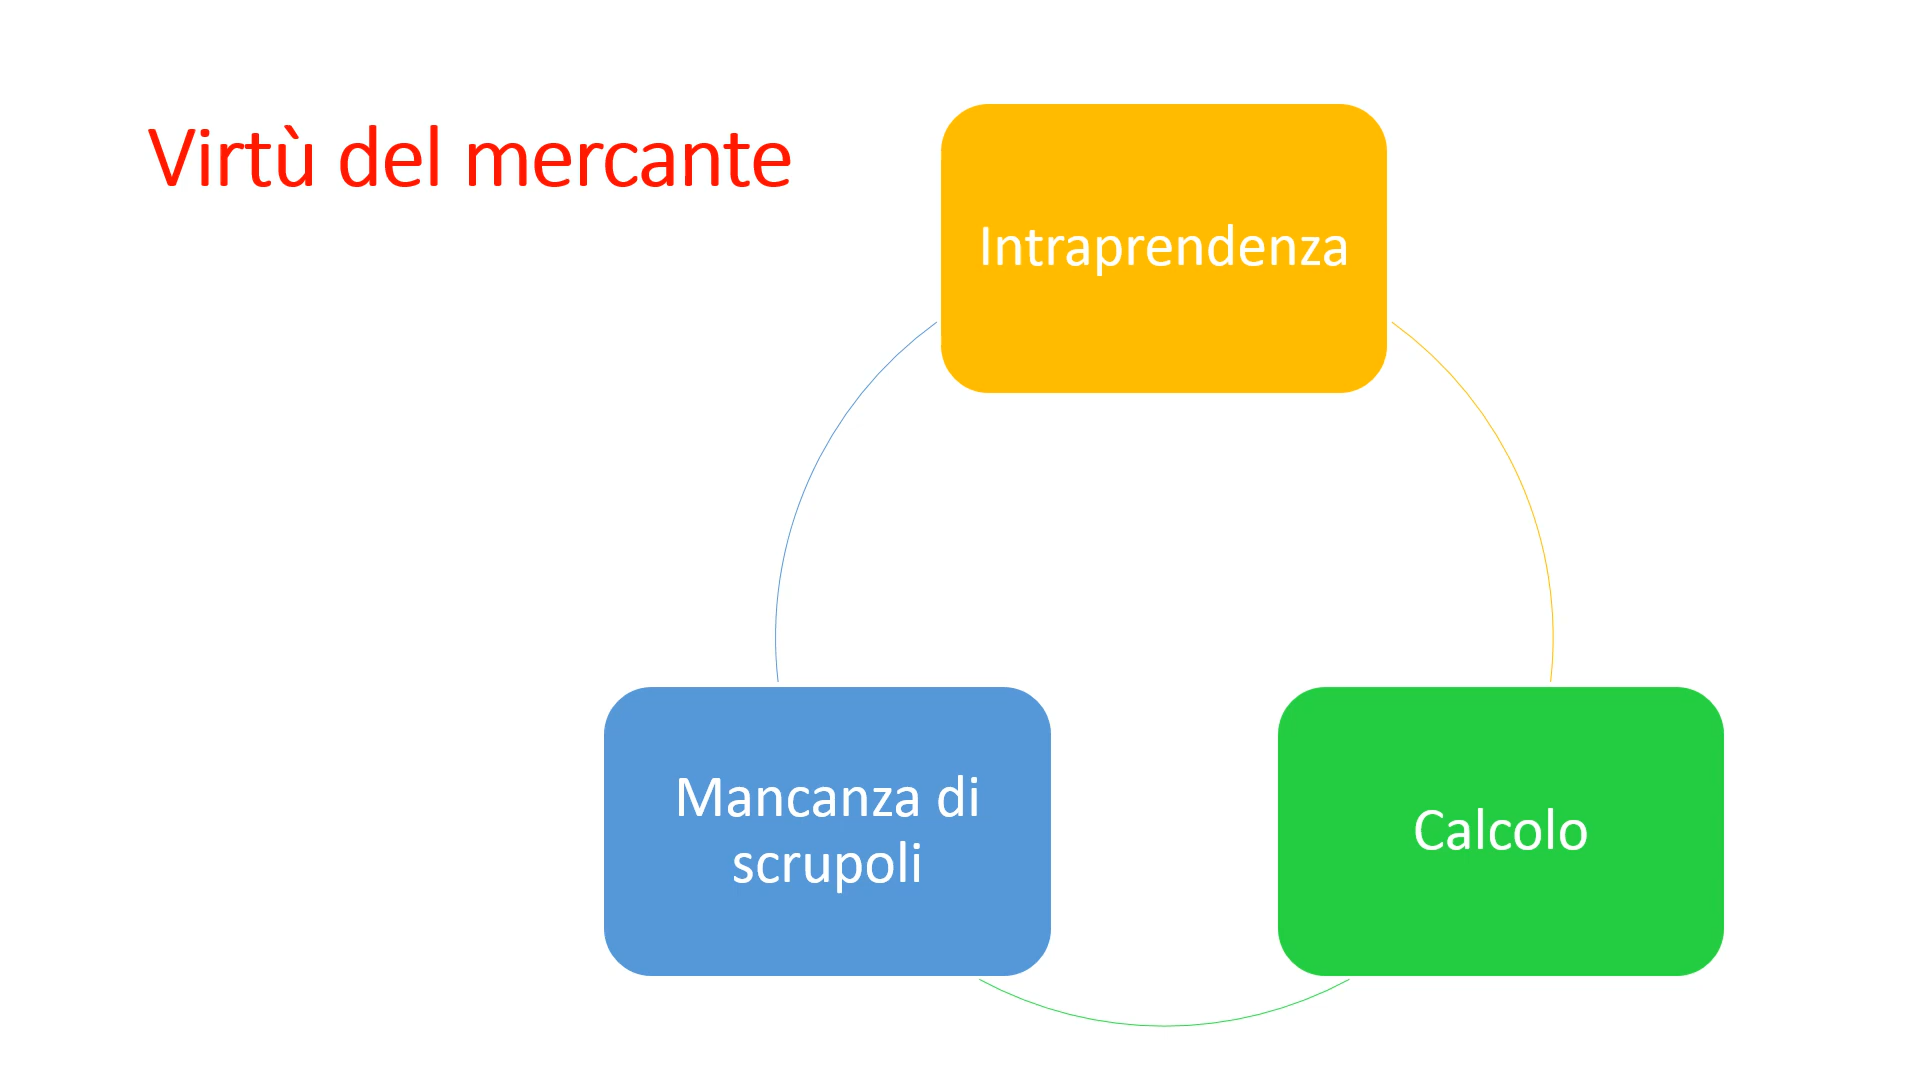 Virtù del mercante
Intraprendenza
Mancanza di
scrupoli
Calcolo